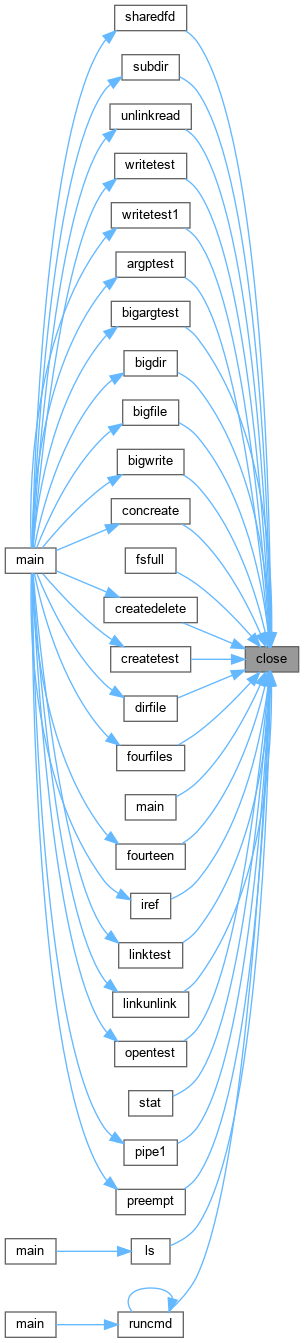 sharedfd
subdir
unlinkread
writetest
writetest1
argptest
bigargtest
bigdir
bigfile
bigwrite
concreate
main
fsfull
createdelete
createtest
close
dirfile
fourfiles
main
fourteen
iref
linktest
linkunlink
opentest
stat
pipe1
preempt
main
ls
main
runcmd